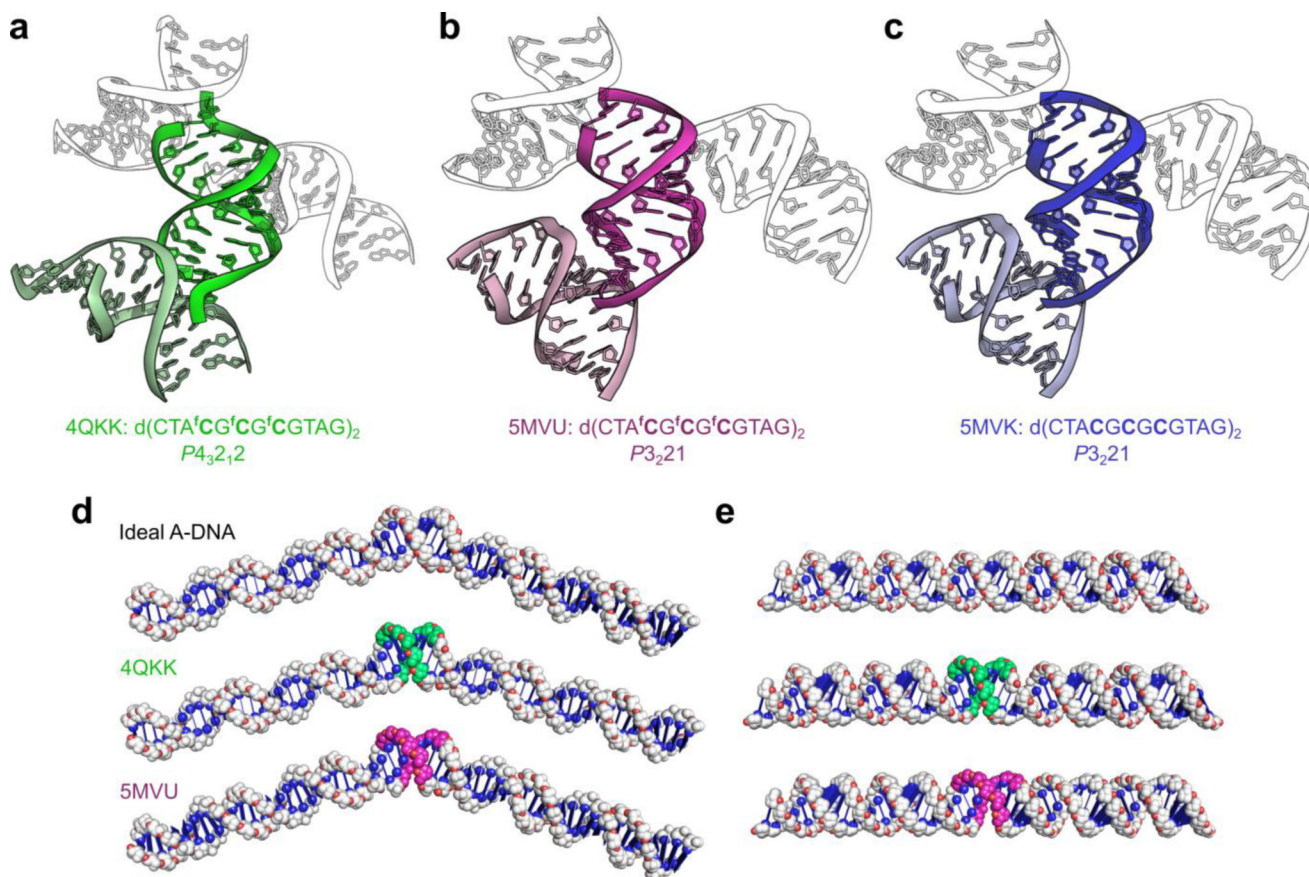 a
b
c
4QKK: d(CTAᶠCGᶠCGᶠCGTAG)₂
P4₃2₁2
5MVU: d(CTAᶠCGᶠCGᶠCGTAG)₂
P3₂21
5MVK: d(CTACGCGCGTAG)₂
P3₂21
d
e
Ideal A-DNA
4QKK
5MVU